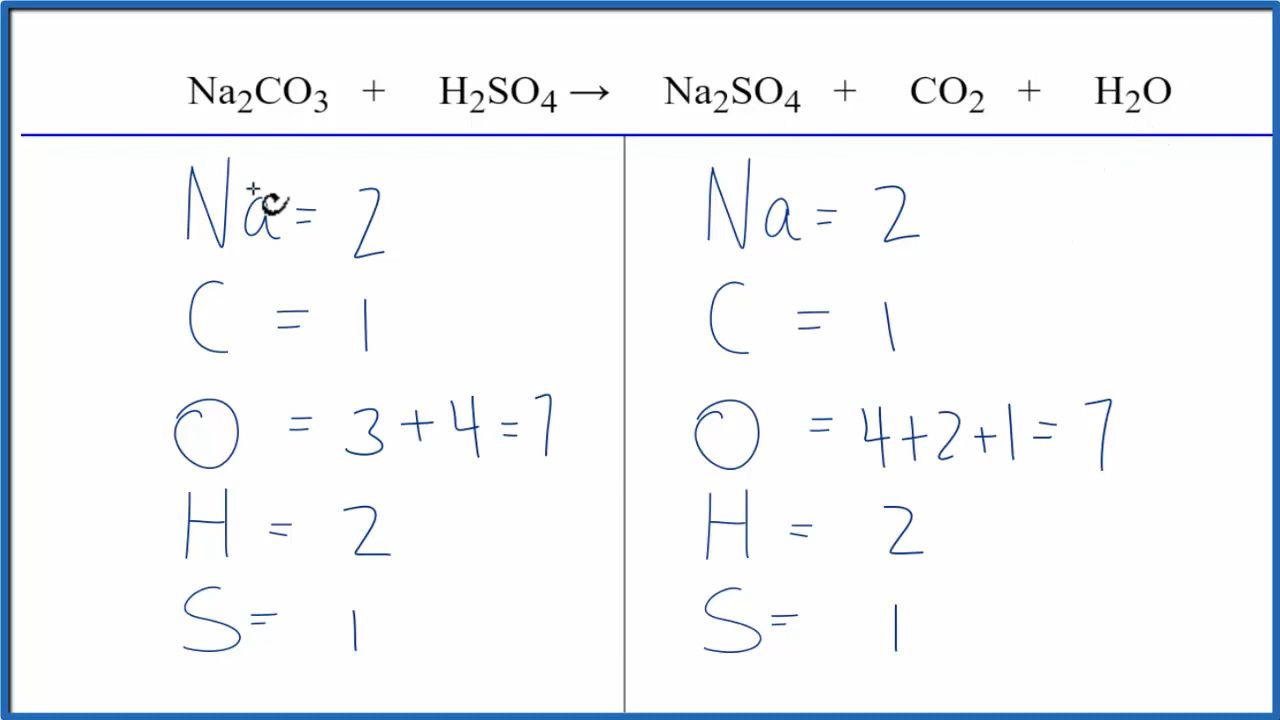 Na₂CO₃ + H₂SO₄ → Na₂SO₄ + CO₂ + H₂O
Na = 2
C = 1
O = 3 + 4 = 7
H = 2
S = 1
Na = 2
C = 1
O = 4 + 2 + 1 = 7
H = 2
S = 1